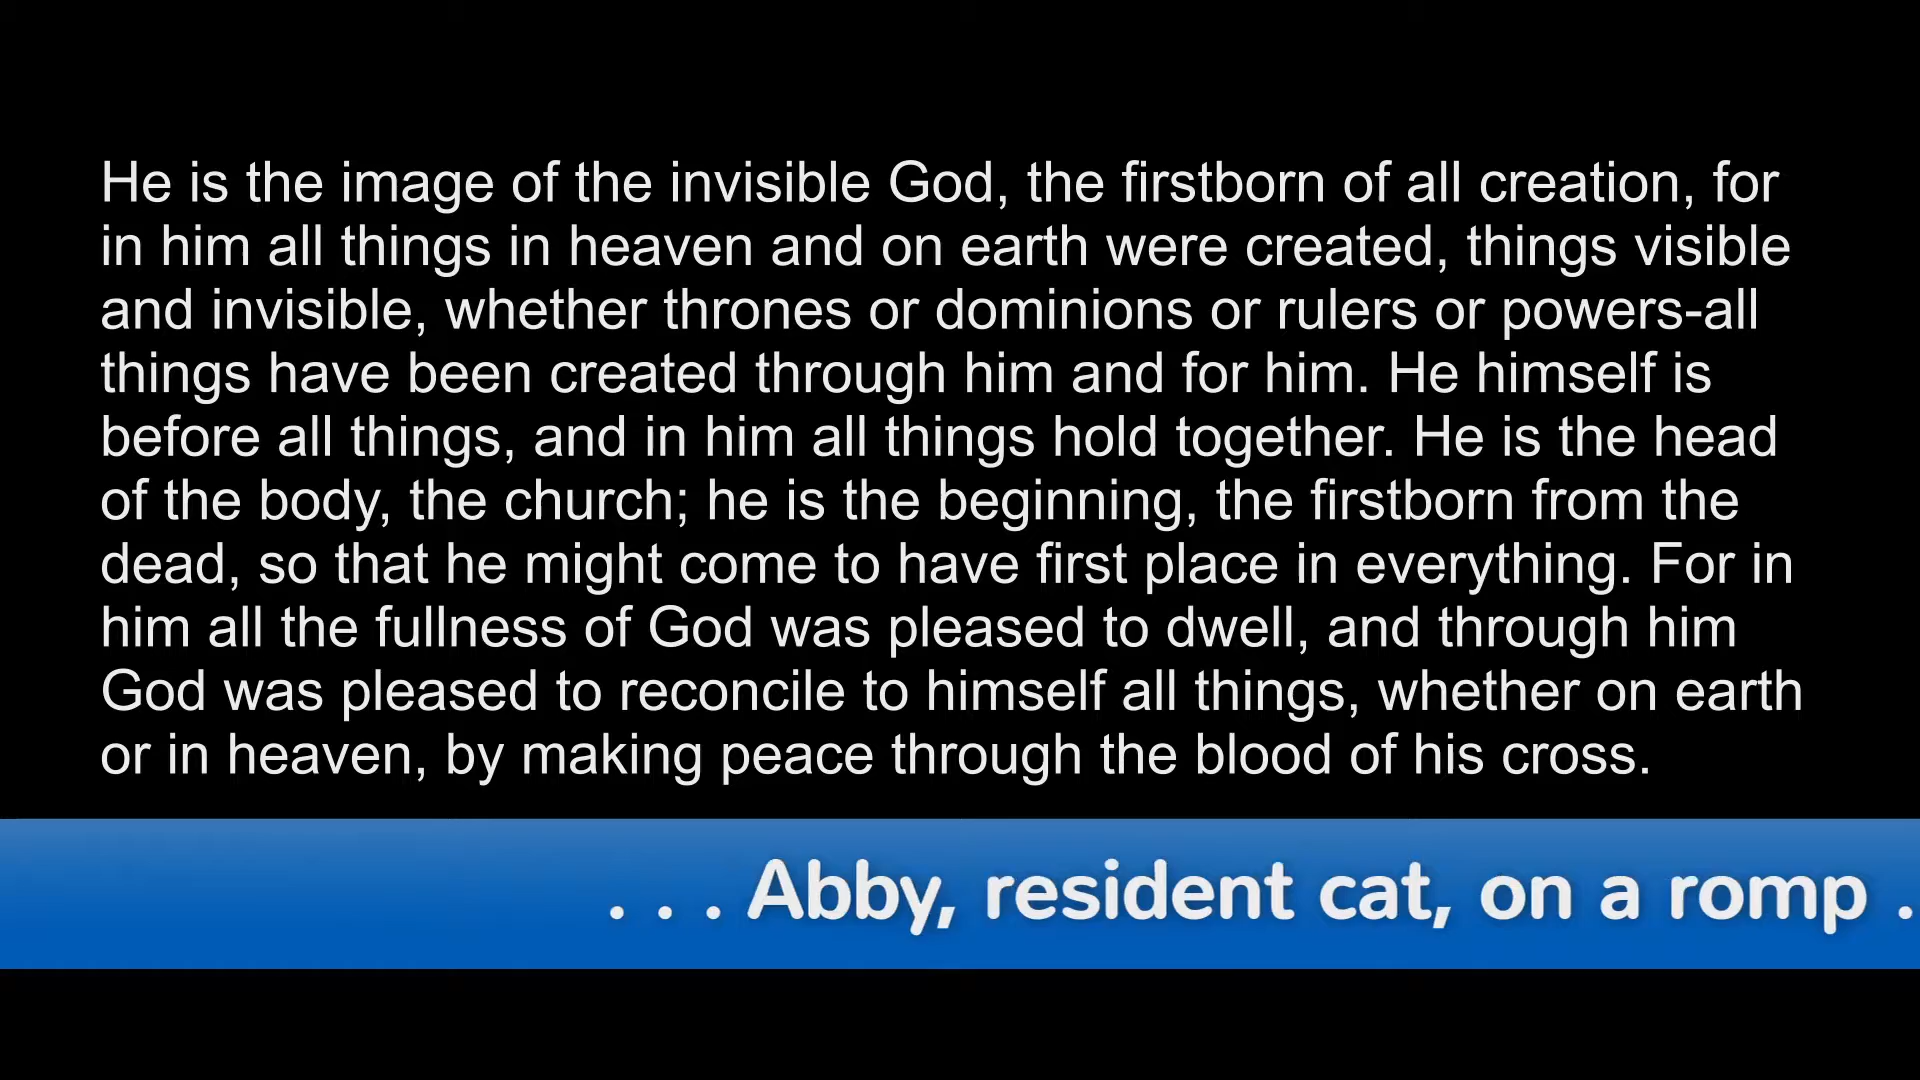 He is the image of the invisible God, the firstborn of all creation, for
in him all things in heaven and on earth were created, things visible
and invisible, whether thrones or dominions or rulers or powers-all
things have been created through him and for him. He himself is
before all things, and in him all things hold together. He is the head
of the body, the church; he is the beginning, the firstborn from the
dead, so that he might come to have first place in everything. For in
him all the fullness of God was pleased to dwell, and through him
God was pleased to reconcile to himself all things, whether on earth
or in heaven, by making peace through the blood of his cross.
. . . Abby, resident cat, on a romp .